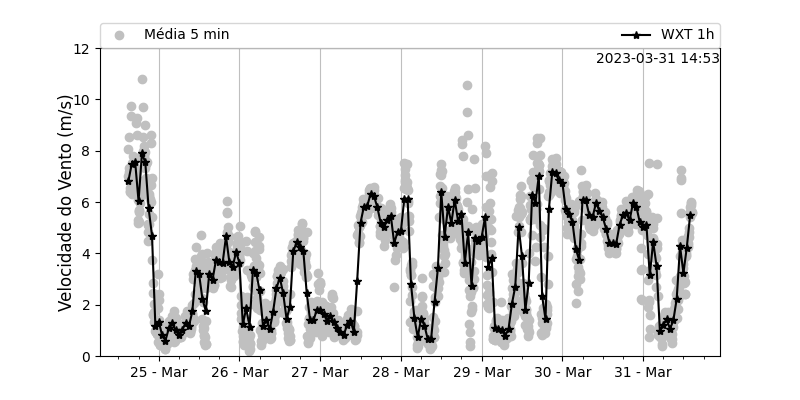 Média 5 min
WXT 1h
2023-03-31 14:53
Velocidade do Vento (m/s)
12
10
8
6
4
2
0
25 - Mar
26 - Mar
27 - Mar
28 - Mar
29 - Mar
30 - Mar
31 - Mar